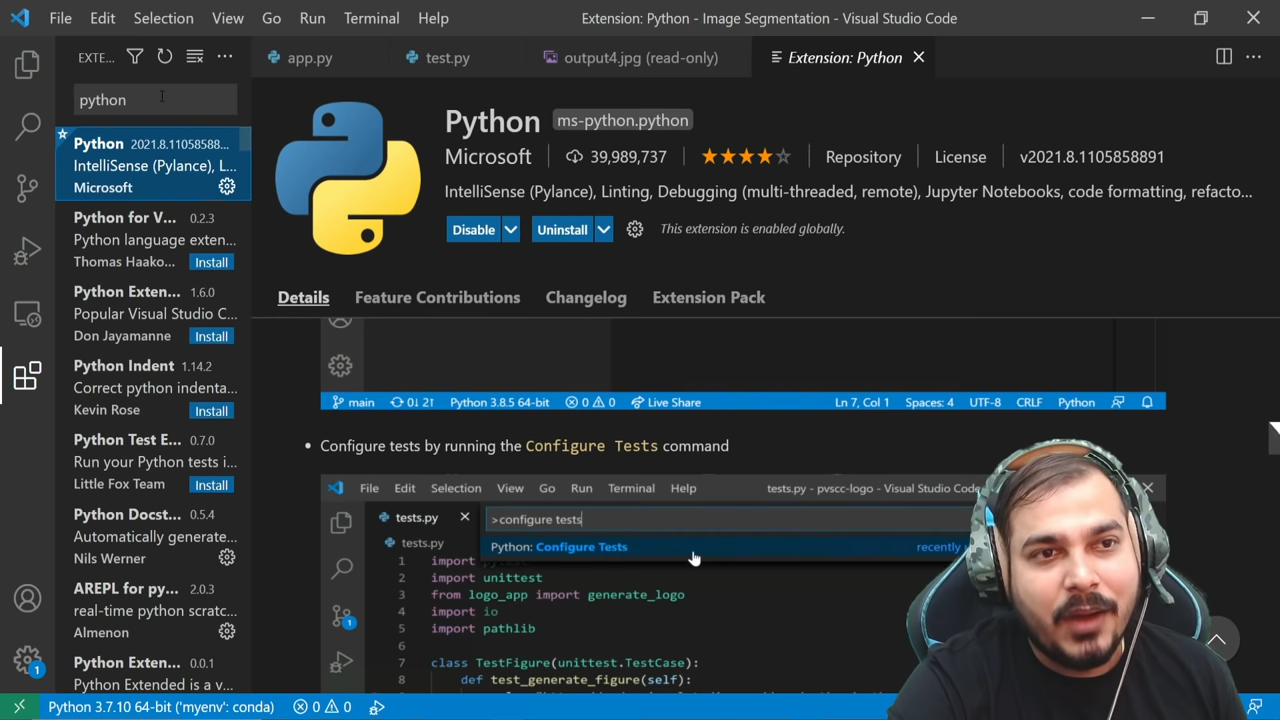 File Edit Selection View Go Run Terminal Help
Extension: Python - Image Segmentation - Visual Studio Code
EXTE...
app.py
test.py
output4.jpg (read-only)
Extension: Python
python
Python 2021.8.11058588...
IntelliSense (Pylance), L...
Microsoft
Python for V... 0.2.3
Python language exten...
Thomas Haako... Install
Python Exten... 1.6.0
Popular Visual Studio C...
Don Jayamanne Install
Python Indent 1.14.2
Correct python indenta...
Kevin Rose Install
Python Test E... 0.7.0
Run your Python tests i...
Little Fox Team Install
Python Docst... 0.5.4
Automatically generate...
Nils Werner
AREPL for py... 2.0.3
real-time python scratc...
Almenon
Python Exten... 0.0.1
Python Extended is a v...
Python ms-python.python
Microsoft 39,989,737 Repository License v2021.8.1105858891
IntelliSense (Pylance), Linting, Debugging (multi-threaded, remote), Jupyter Notebooks, code formatting, refacto...
Disable Uninstall This extension is enabled globally.
Details Feature Contributions Changelog Extension Pack
main 0↓ 2↑ Python 3.8.5 64-bit 0 0 Live Share Ln 7, Col 1 Spaces: 4 UTF-8 CRLF Python
• Configure tests by running the Configure Tests command
File Edit Selection View Go Run Terminal Help tests.py - pvscc-logo - Visual Studio Code
tests.py
>configure tests
tests.py
Python: Configure Tests recently
1 import
2 import unittest
3 from logo_app import generate_logo
4 import io
5 import pathlib
6
7 class TestFigure(unittest.TestCase):
8 def test_generate_figure(self):
1
1
Python 3.7.10 64-bit ('myenv': conda) 0 0